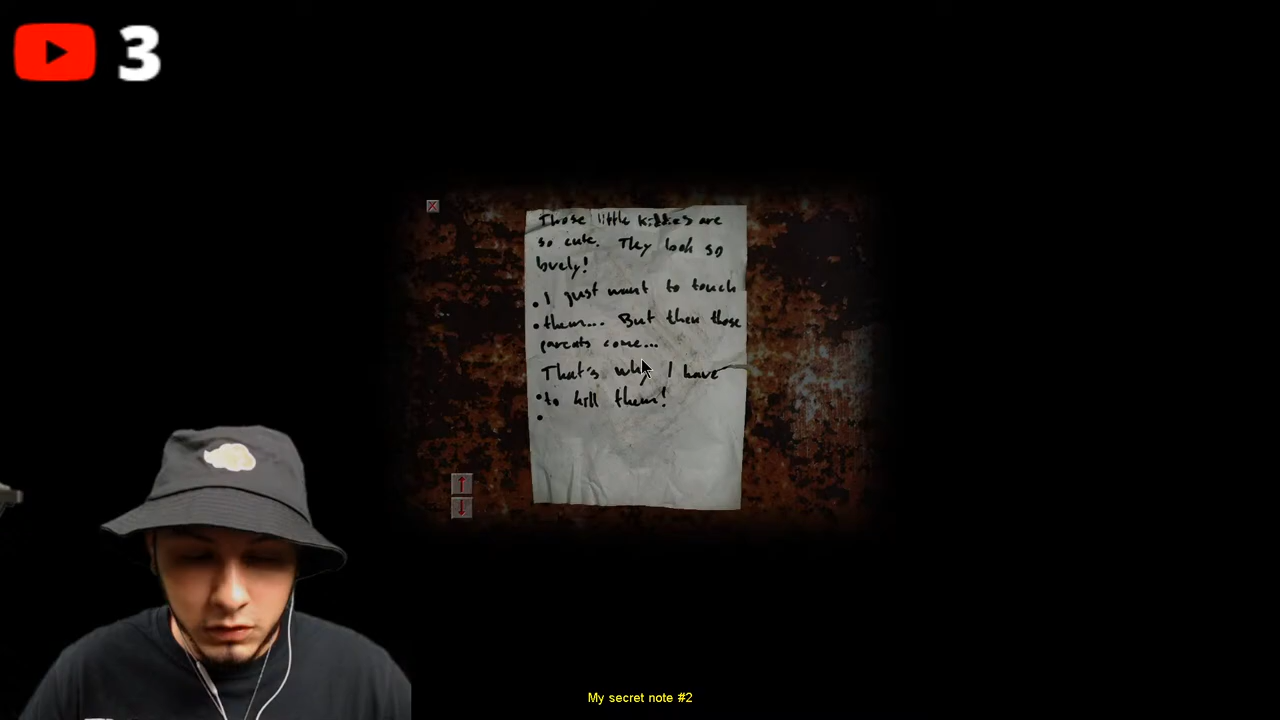 3
Those little kitties are
so cute. They look so
lovely!
I just want to touch
them... But then those
parents come...
That's why I have
to kill them!
My secret note #2